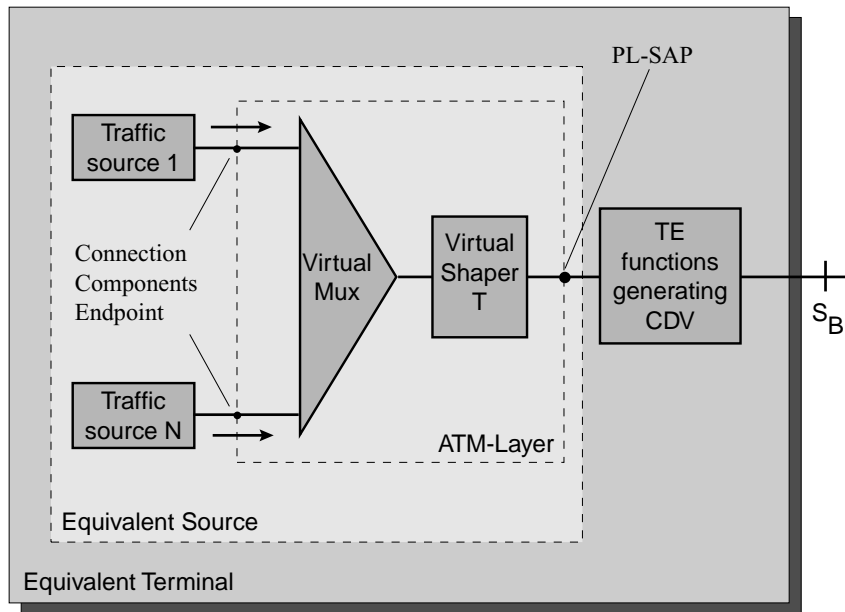 PL-SAP
Traffic
source 1
Connection
Components
Endpoint
Virtual
Mux
Virtual
Shaper
T
TE
functions
generating
CDV
S_B
Traffic
source N
ATM-Layer
Equivalent Source
Equivalent Terminal